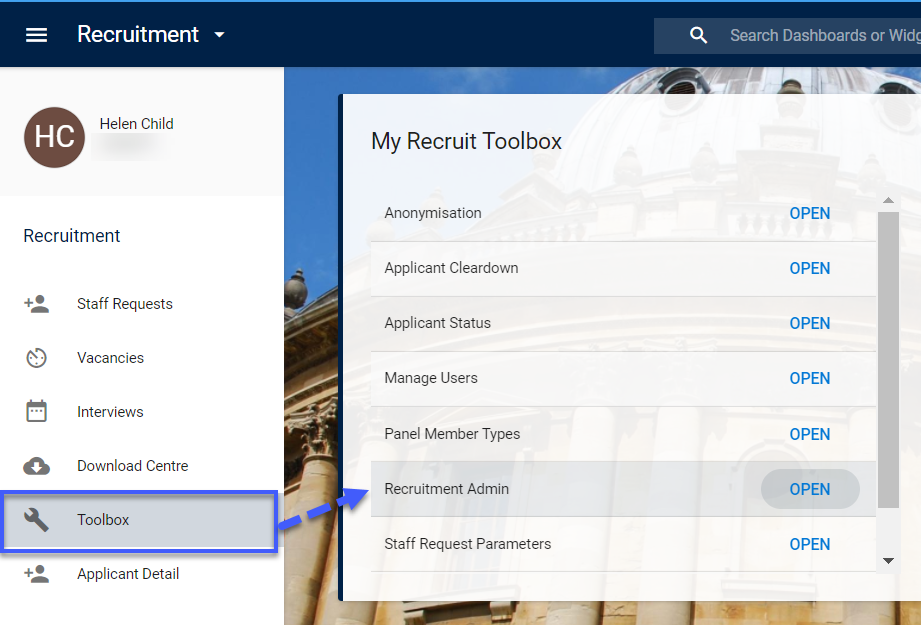 Recruitment
Search Dashboards or Widg
HC
Helen Child
Recruitment
Staff Requests
Vacancies
Interviews
Download Centre
Toolbox
Applicant Detail
My Recruit Toolbox
Anonymisation OPEN
Applicant Cleardown OPEN
Applicant Status OPEN
Manage Users OPEN
Panel Member Types OPEN
Recruitment Admin OPEN
Staff Request Parameters OPEN